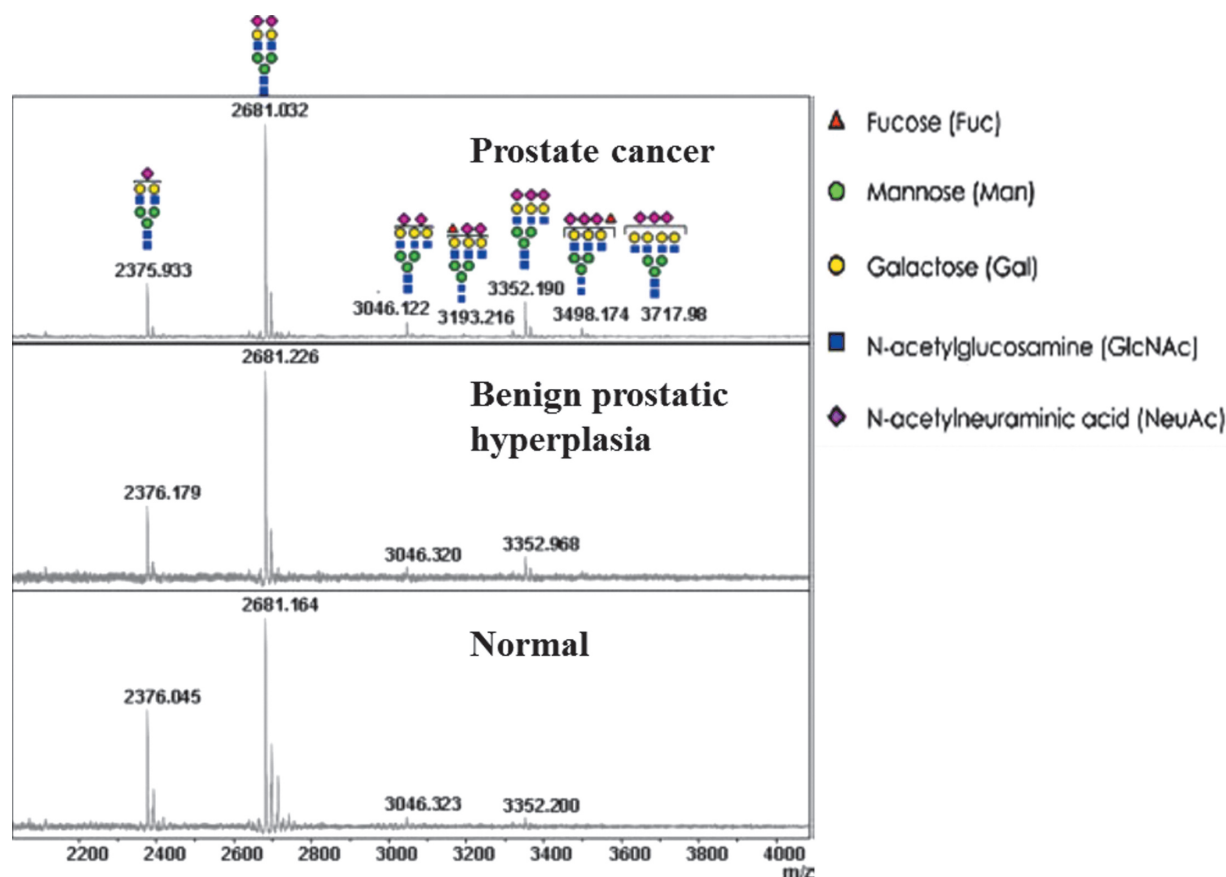 2681.032
Prostate cancer
2375.933
3046.122
3193.216
3352.190
3498.174
3717.98
2681.226
Benign prostatic
hyperplasia
2376.179
3046.320
3352.968
2681.164
Normal
2376.045
3046.323
3352.200
2200 2400 2600 2800 3000 3200 3400 3600 3800 4000
m/z
Fucose (Fuc)
Mannose (Man)
Galactose (Gal)
N-acetylglucosamine (GlcNAc)
N-acetylneuraminic acid (NeuAc)